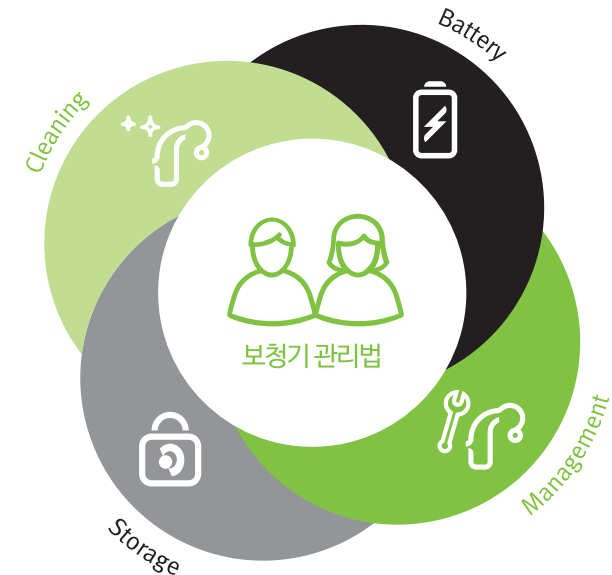 Battery
Cleaning
보청기 관리법
Management
Storage